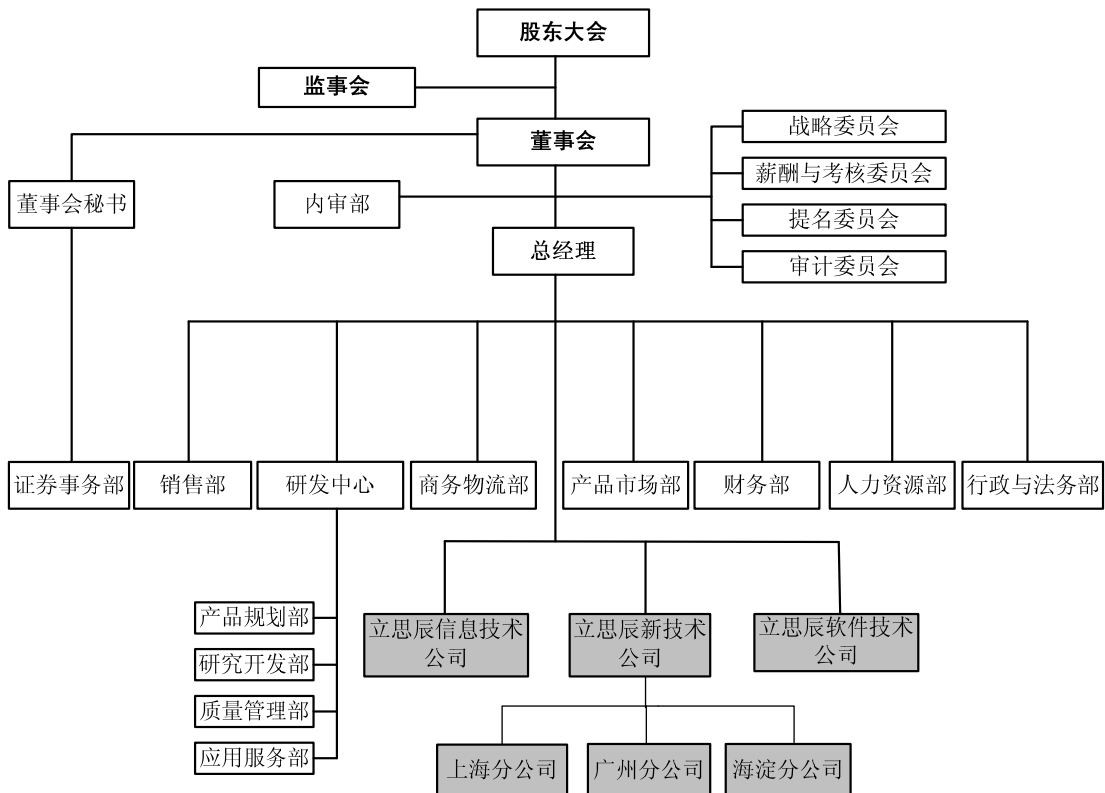 股东大会
监事会
董事会
战略委员会
薪酬与考核委员会
提名委员会
审计委员会
董事会秘书
内审部
总经理
证券事务部
销售部
研发中心
商务物流部
产品市场部
财务部
人力资源部
行政与法务部
产品规划部
研究开发部
质量管理部
应用服务部
立思辰信息技术
公司
立思辰新技术
公司
立思辰软件技术
公司
上海分公司
广州分公司
海淀分公司